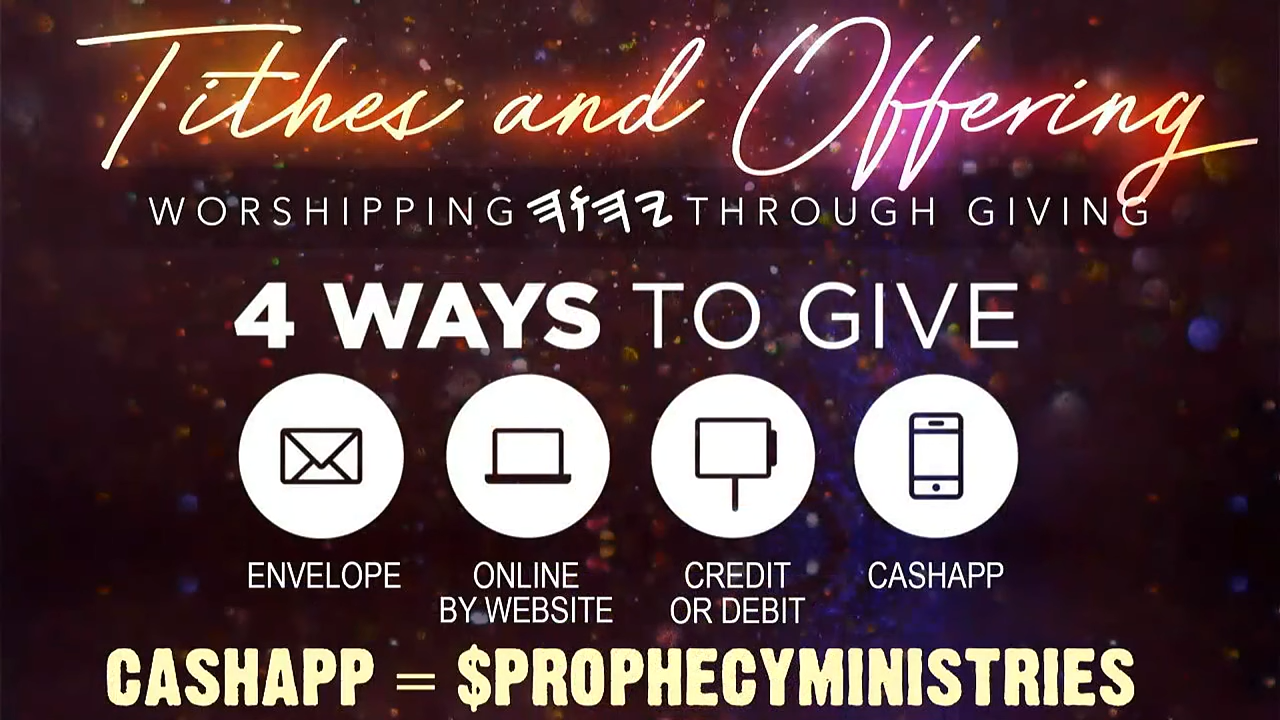 Tithes and Offering
WORSHIPPING 𐤉𐤄𐤅𐤄 THROUGH GIVING
4 WAYS TO GIVE
ENVELOPE
ONLINE
BY WEBSITE
CREDIT
OR DEBIT
CASHAPP
CASHAPP = $PROPHECYMINISTRIES